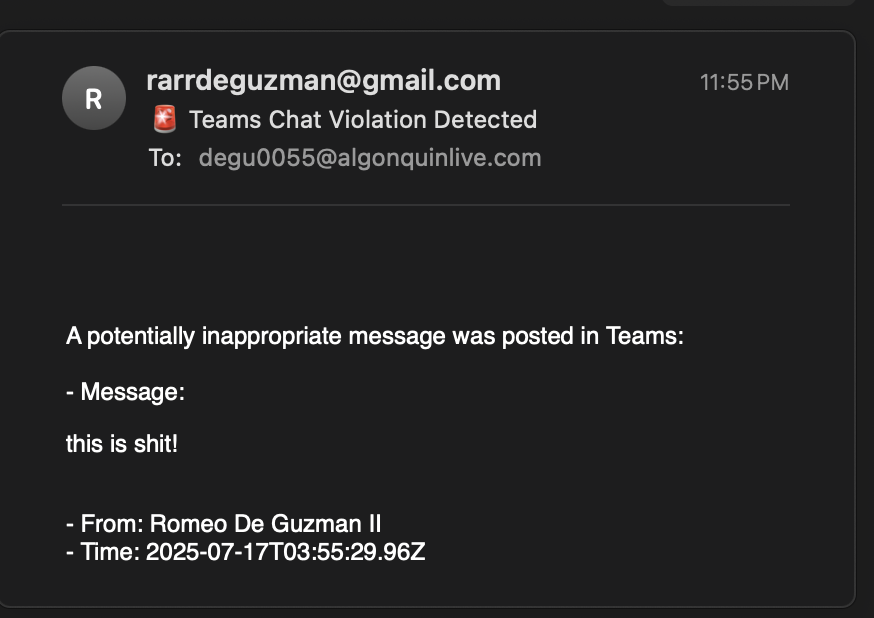 R
rarrdeguzman@gmail.com
11:55 PM
🚨 Teams Chat Violation Detected
To: degu0055@algonquinlive.com
A potentially inappropriate message was posted in Teams:
- Message:
this is shit!
- From: Romeo De Guzman II
- Time: 2025-07-17T03:55:29.96Z